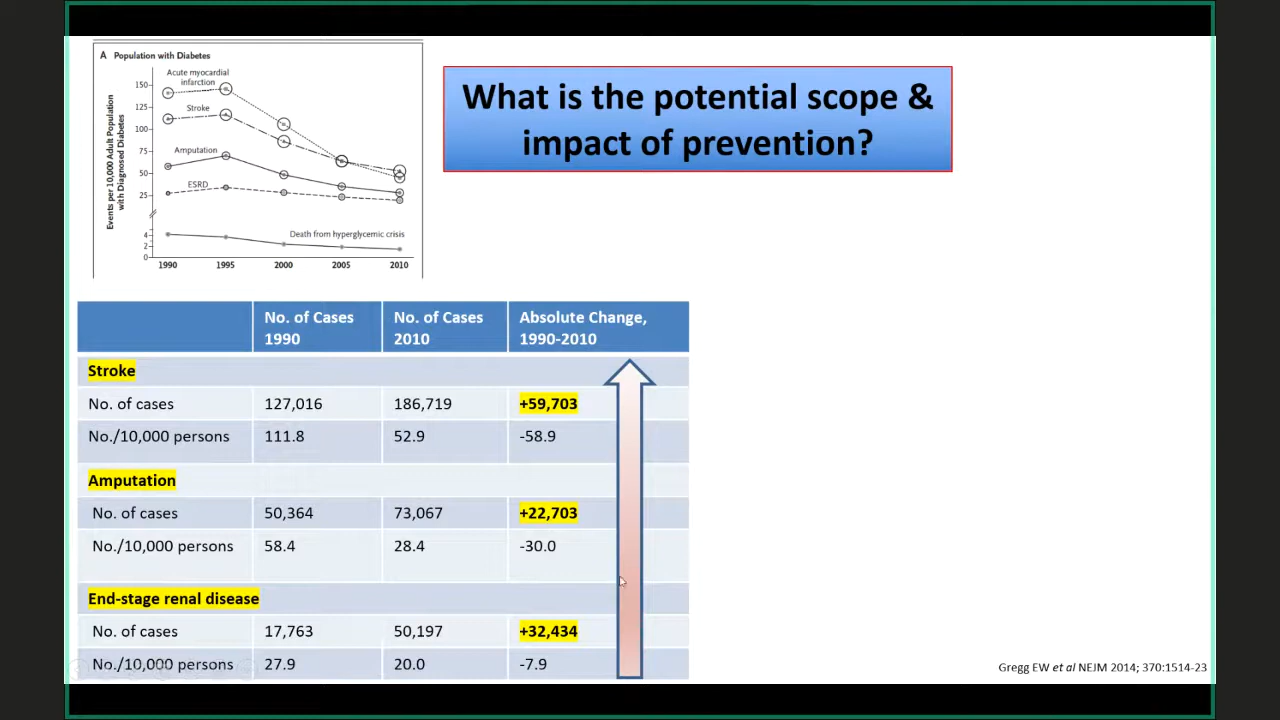 A Population with Diabetes
Acute myocardial
infarction
Stroke
Amputation
ESRD
Death from hyperglycemic crisis
Events per 10,000 Adult Population
with Diagnosed Diabetes
150
125
100
75
50
25
4
2
0
1990 1995 2000 2005 2010
What is the potential scope &
impact of prevention?
No. of Cases No. of Cases Absolute Change,
1990 2010 1990-2010
Stroke
No. of cases 127,016 186,719 +59,703
No./10,000 persons 111.8 52.9 -58.9
Amputation
No. of cases 50,364 73,067 +22,703
No./10,000 persons 58.4 28.4 -30.0
End-stage renal disease
No. of cases 17,763 50,197 +32,434
No./10,000 persons 27.9 20.0 -7.9
Gregg EW et al NEJM 2014; 370:1514-23